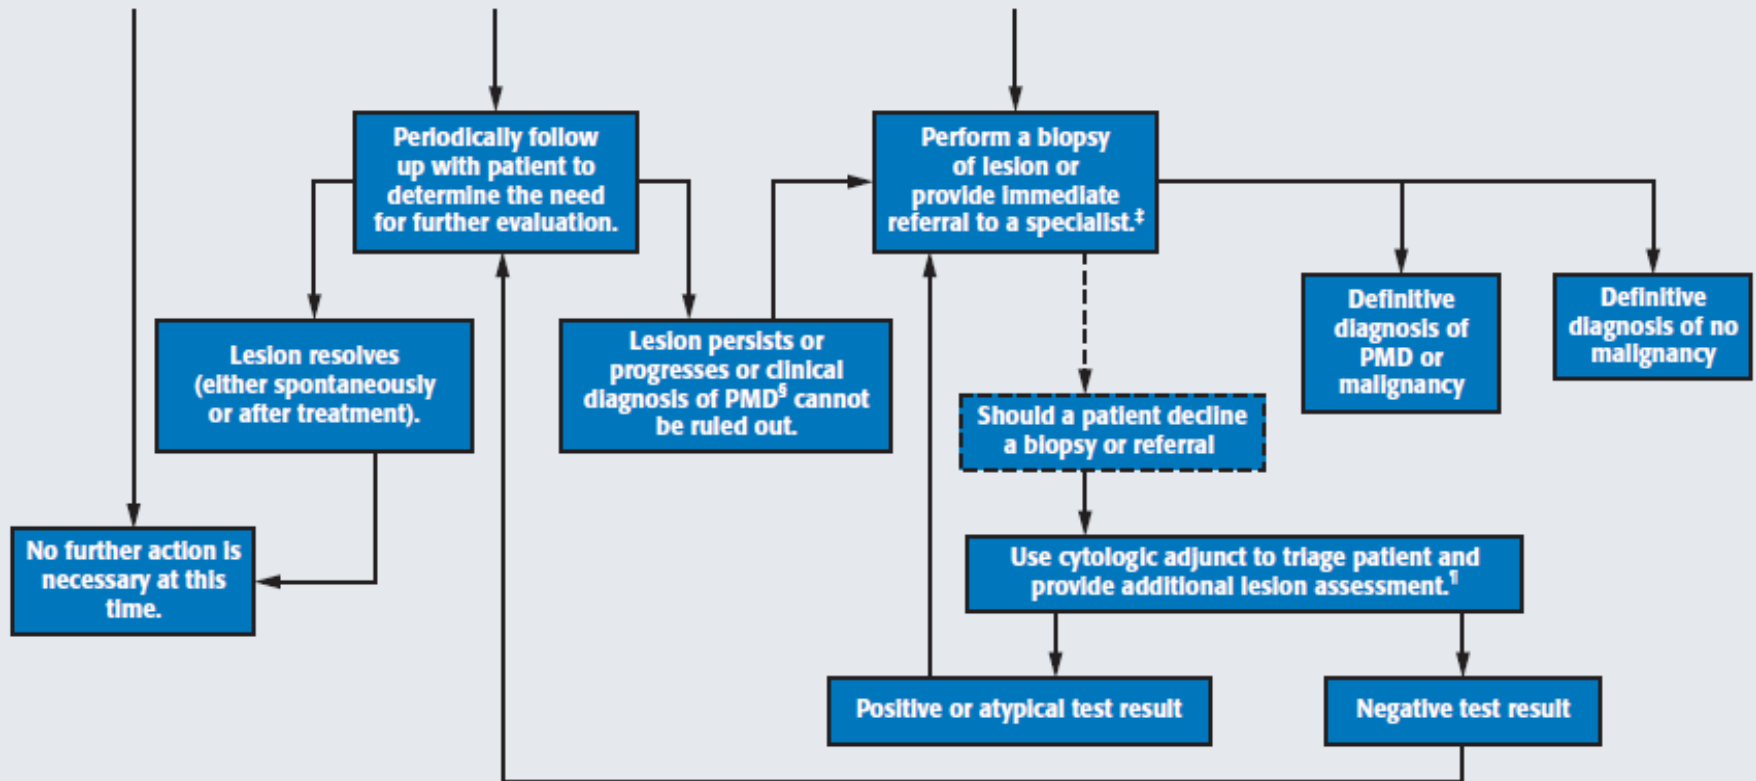 Periodically follow
up with patient to
determine the need
for further evaluation.
Perform a biopsy
of lesion or
provide immediate
referral to a specialist.‡
Lesion resolves
(either spontaneously
or after treatment).
Lesion persists or
progresses or clinical
diagnosis of PMD§ cannot
be ruled out.
Definitive
diagnosis of
PMD or
malignancy
Definitive
diagnosis of no
malignancy
Should a patient decline
a biopsy or referral
No further action is
necessary at this
time.
Use cytologic adjunct to triage patient and
provide additional lesion assessment.¶
Positive or atypical test result
Negative test result